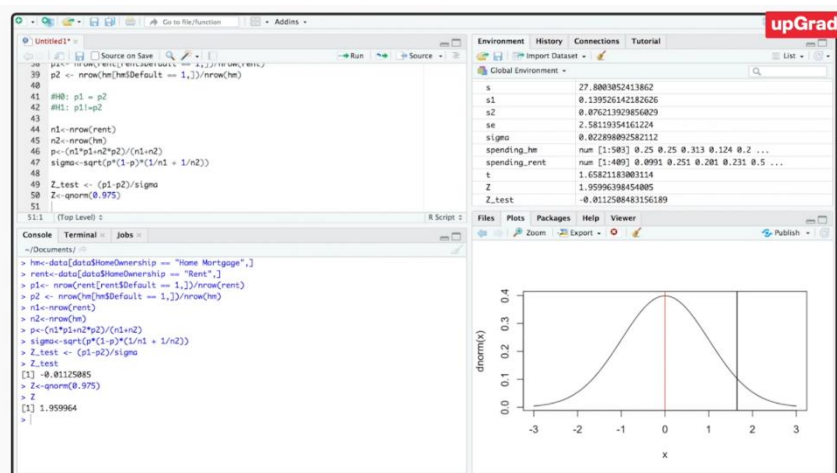 upGrad
Go to file/function
Addins
Untitled1*
Source on Save
Run
Source
39 p2 <- nrow(hm[hm$Default == 1,])/nrow(hm)
40
41 #H0: p1 = p2
42 #H1: p1!=p2
43
44 n1<-nrow(rent)
45 n2<-nrow(hm)
46 p<-(n1*p1+n2*p2)/(n1+n2)
47 sigma<-sqrt(p*(1-p)*(1/n1 + 1/n2))
48
49 Z_test <- (p1-p2)/sigma
50 Z<-qnorm(0.975)
51
51:1 (Top Level)
R Script
Console Terminal Jobs
~/Documents/
> hm<-data[data$HomeOwnership == "Home Mortgage",]
> rent<-data[data$HomeOwnership == "Rent",]
> p1<- nrow(rent[rent$Default == 1,])/nrow(rent)
> p2 <- nrow(hm[hm$Default == 1,])/nrow(hm)
> n1<-nrow(rent)
> n2<-nrow(hm)
> p<-(n1*p1+n2*p2)/(n1+n2)
> sigma<-sqrt(p*(1-p)*(1/n1 + 1/n2))
> Z_test <- (p1-p2)/sigma
> Z_test
[1] -0.01125085
> Z<-qnorm(0.975)
> Z
[1] 1.959964
>
Environment History Connections Tutorial
Import Dataset
List
Global Environment
s 27.8003052413862
s1 0.139526142182626
s2 0.076213929856029
se 2.58119354161224
sigma 0.022898092582112
spending_hm num [1:503] 0.25 0.25 0.313 0.124 0.2 ...
spending_rent num [1:409] 0.0991 0.251 0.201 0.231 0.5 ...
t 1.65821183003114
Z 1.95996398454005
Z_test -0.0112508483156189
Files Plots Packages Help Viewer
Zoom Export Publish
dnorm(x)
0.4
0.3
0.2
0.1
0.0
-3 -2 -1 0 1 2 3
x